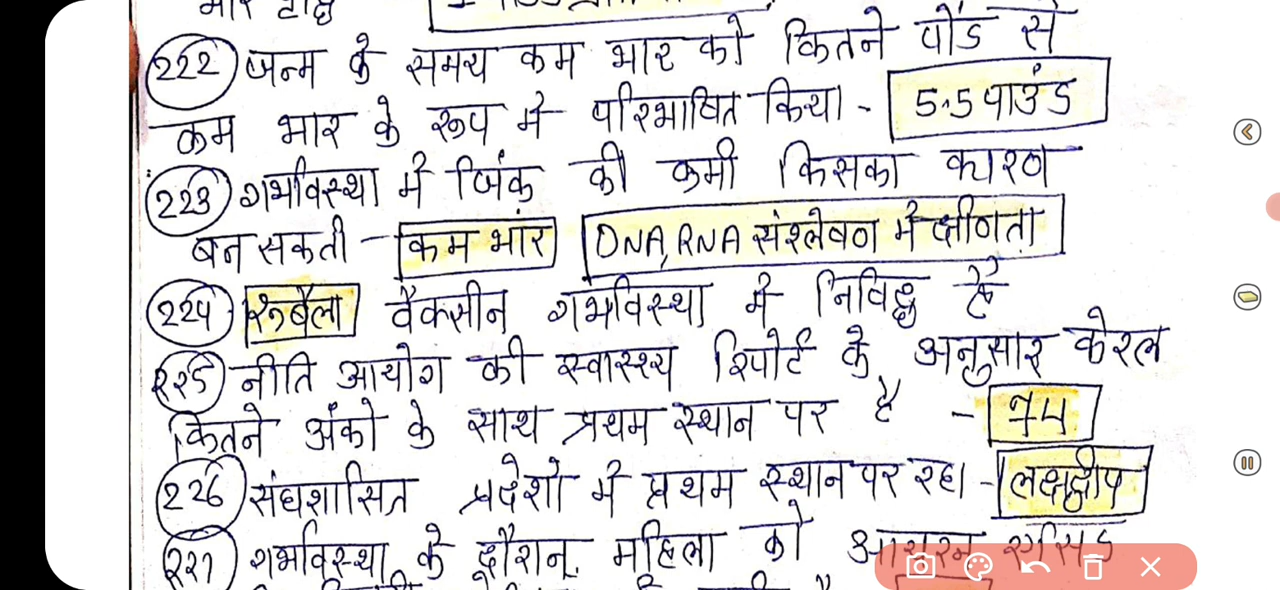 भार होद्य
222 जन्म के समय कम भार को कितने पोंड से
कम भार के रूप में परिभाषित किया - 5.5 पाउंड
223 गर्भावस्था में जिंक की कमी किसका कारण
बन सकती - कम भार DNA, RNA संश्लेषण में क्षीणता
224 रूबैला वैक्सीन गर्भावस्था में निषिद्ध है
225 नीति आयोग की स्वास्थ्य रिपोर्ट के अनुसार केरल
कितने अंको के साथ प्रथम स्थान पर है - 74
226 संघशासित प्रदेशो में प्रथम स्थान पर रहा - लक्षद्वीप
227 गर्भावस्था के दौरान महिला को आयरन